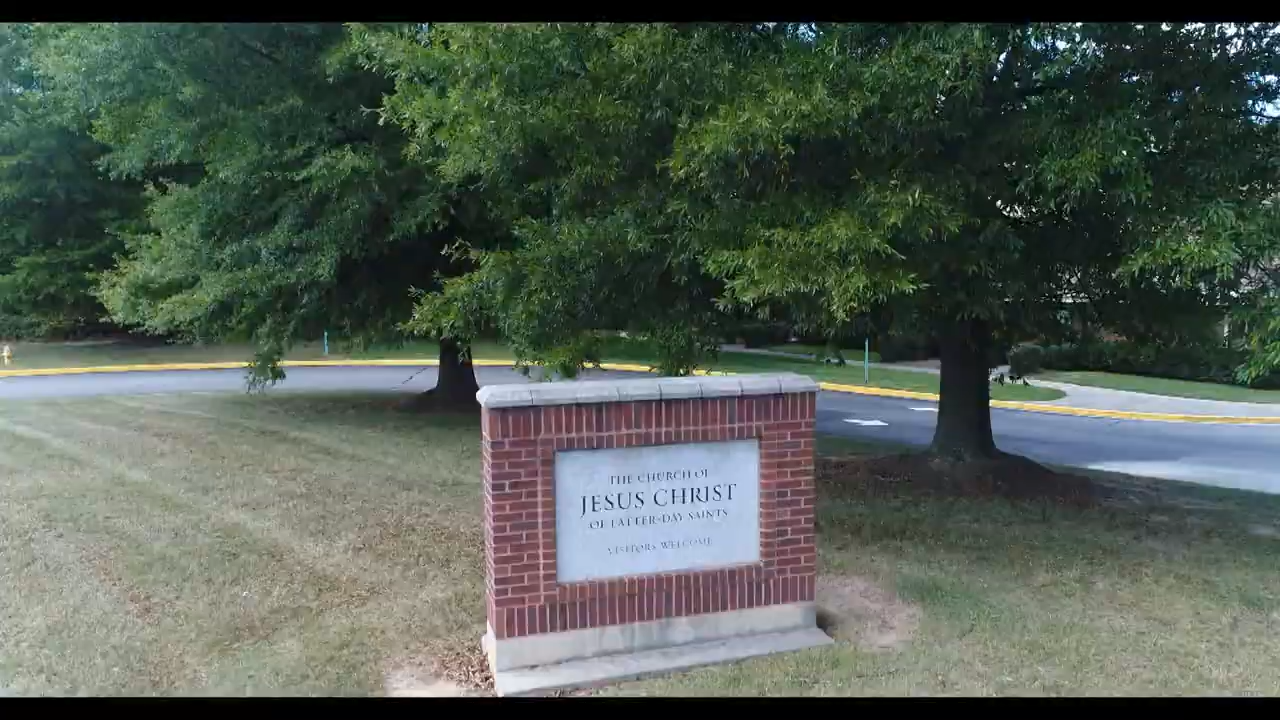 THE CHURCH OF
JESUS CHRIST
OF LATTER-DAY SAINTS
VISITORS WELCOME